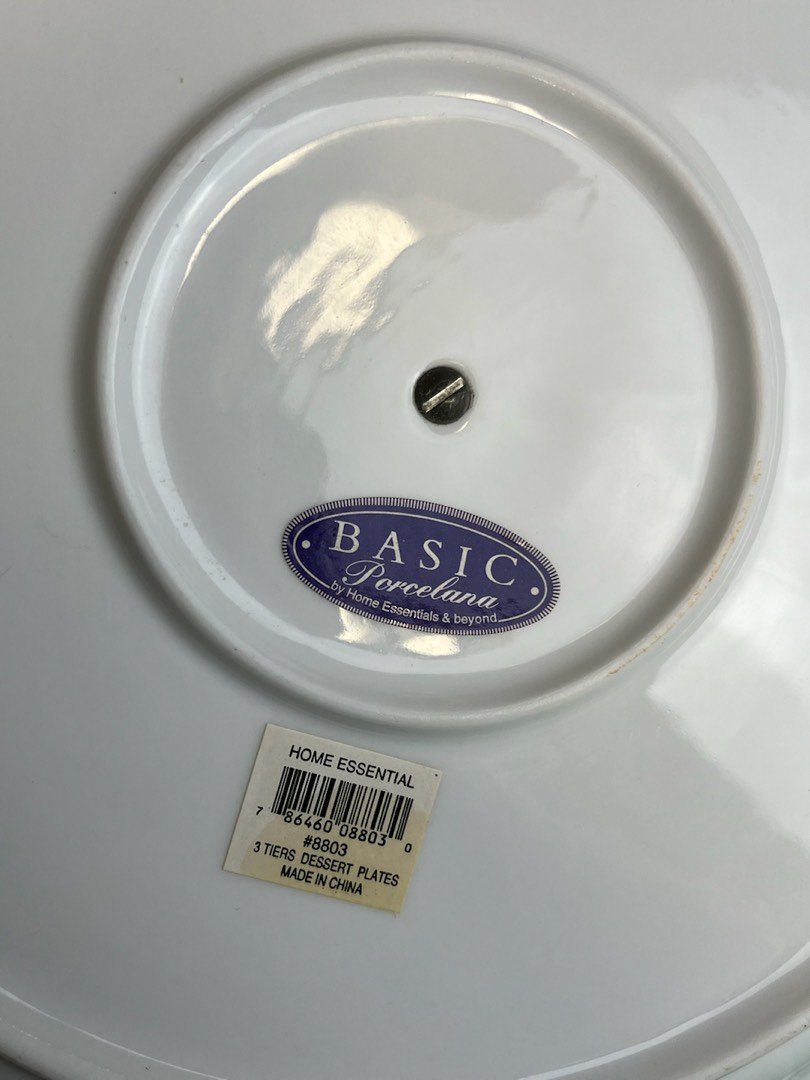 BASIC
Porcelana
by Home Essentials & beyond
HOME ESSENTIAL
7 86460 08803 0
#8803
3 TIERS DESSERT PLATES
MADE IN CHINA